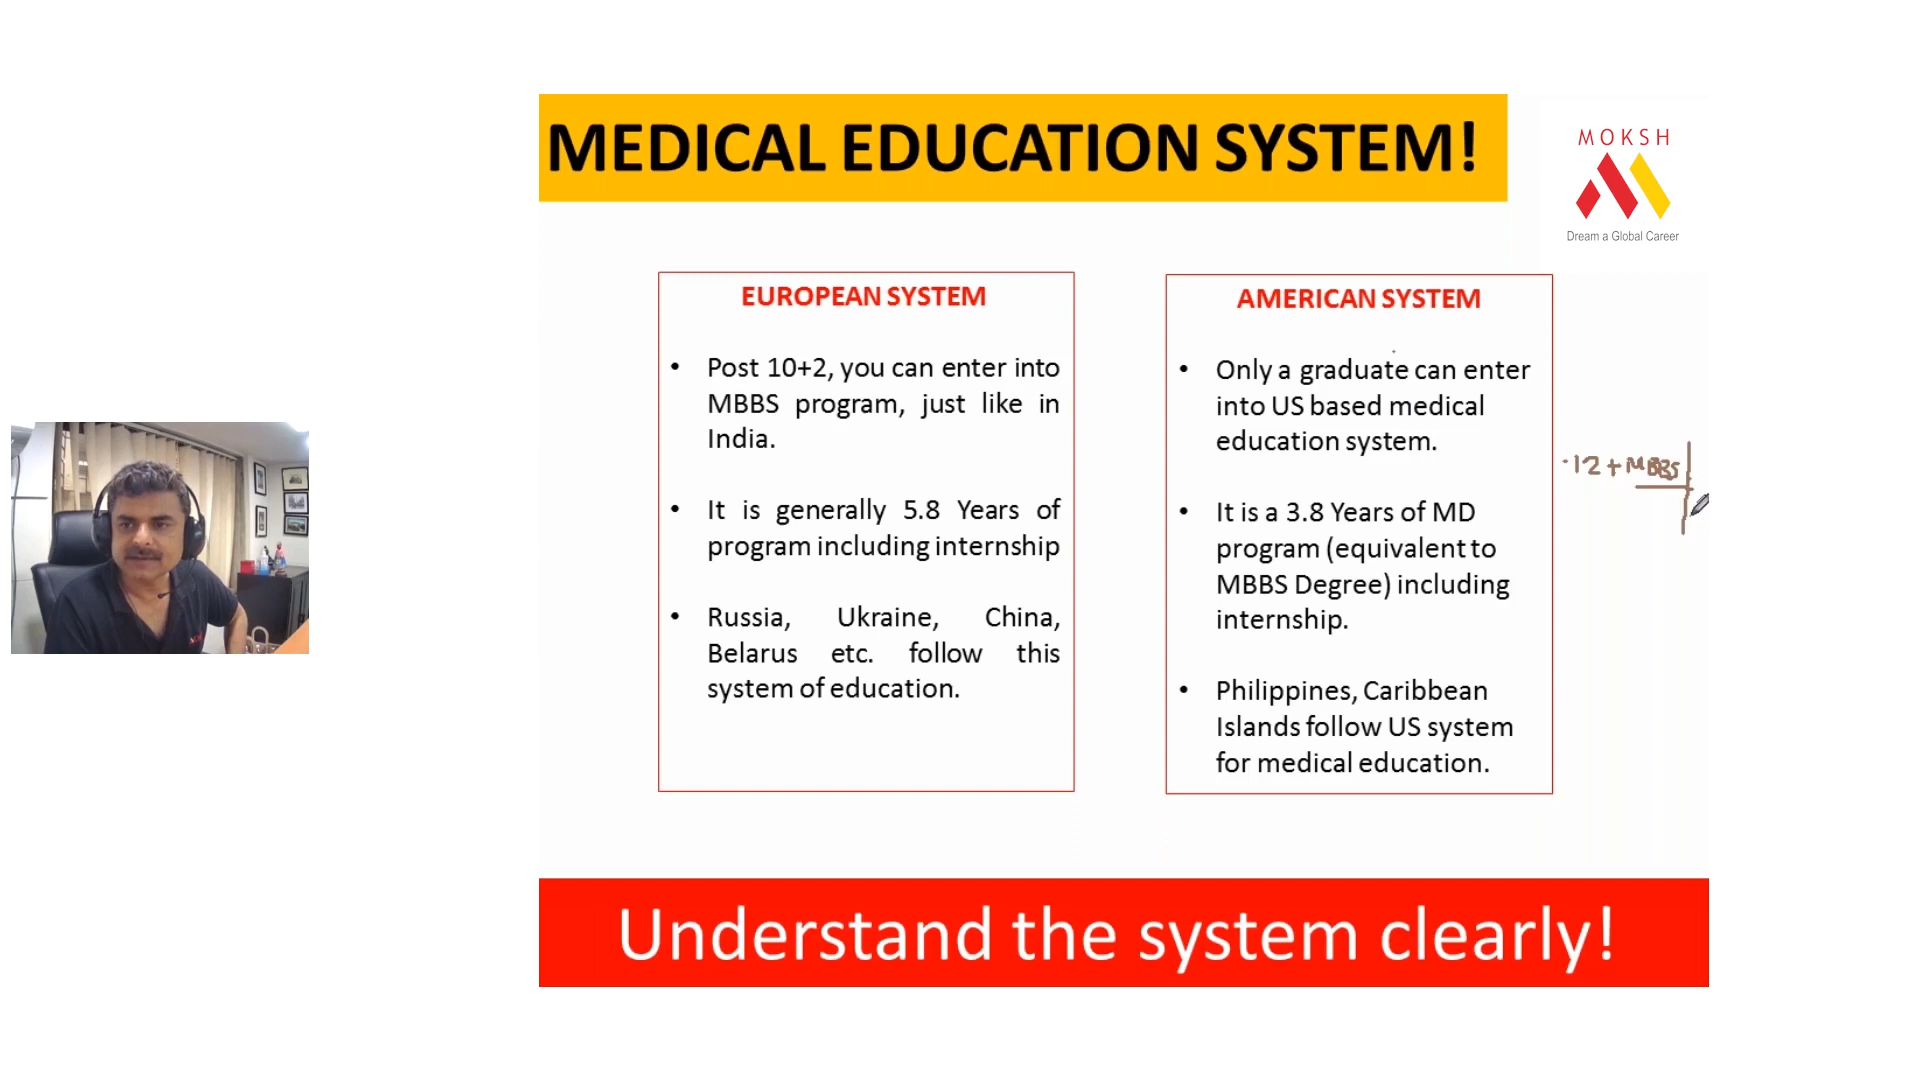 MEDICAL EDUCATION SYSTEM!
MOKSH
Dream a Global Career
EUROPEAN SYSTEM
• Post 10+2, you can enter into
MBBS program, just like in
India.
• It is generally 5.8 Years of
program including internship
• Russia, Ukraine, China,
Belarus etc. follow this
system of education.
AMERICAN SYSTEM
• Only a graduate can enter
into US based medical
education system.
• It is a 3.8 Years of MD
program (equivalent to
MBBS Degree) including
internship.
• Philippines, Caribbean
Islands follow US system
for medical education.
12 + MBBS
Understand the system clearly!